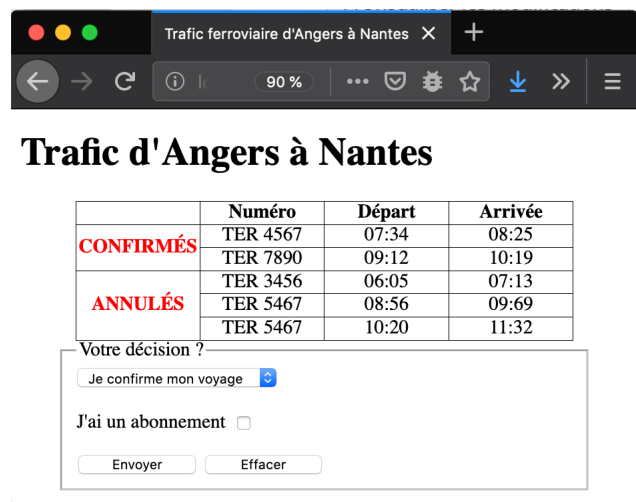 Trafic ferroviaire d'Angers à Nantes
90 %
Trafic d'Angers à Nantes
Numéro Départ Arrivée
CONFIRMÉS
TER 4567 07:34 08:25
TER 7890 09:12 10:19
ANNULÉS
TER 3456 06:05 07:13
TER 5467 08:56 09:69
TER 5467 10:20 11:32
Votre décision ?
Je confirme mon voyage
J'ai un abonnement
Envoyer Effacer